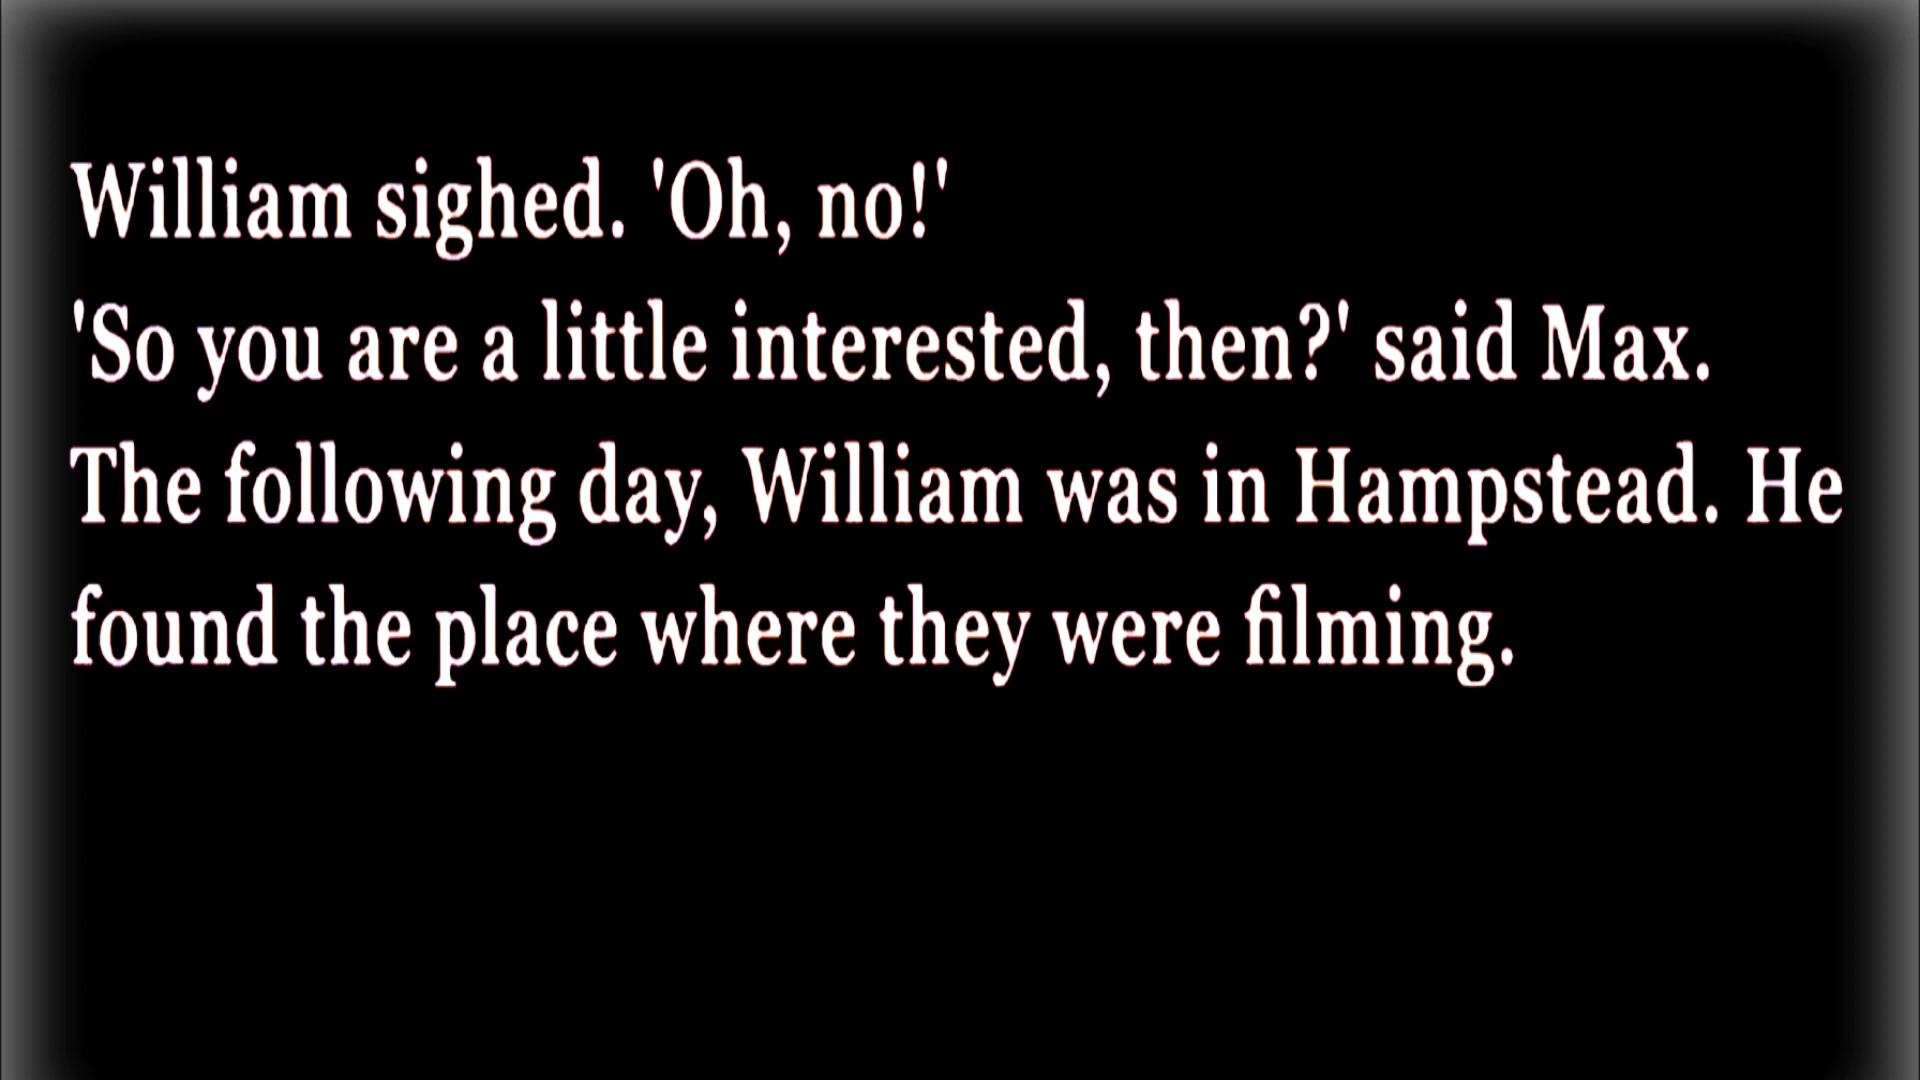 William sighed. 'Oh, no!'
'So you are a little interested, then?' said Max.
The following day, William was in Hampstead. He
found the place where they were filming.